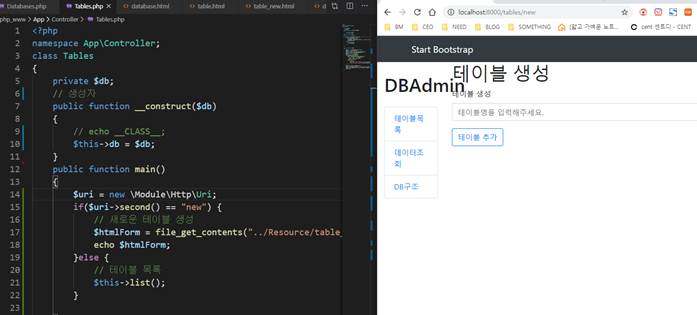 Databases.php
Tables.php
database.html
table.html
table_new.html
php_www > App > Controller > Tables.php
1 <?php
2 namespace App\Controller;
3 class Tables
4 {
5 private $db;
6 // 생성자
7 public function __construct($db)
8 {
9 // echo __CLASS__;
10 $this->db = $db;
11 }
12 public function main()
13 {
14 $uri = new \Module\Http\Uri;
15 if($uri->second() == "new") {
16 // 새로운 테이블 생성
17 $htmlForm = file_get_contents("../Resource/table_
18 echo $htmlForm;
19 }else {
20 // 테이블 목록
21 $this->list();
22 }
23
localhost:8000/tables/new
BM
CEO
NEED
BLOG
SOMETHING
(짧고 가벼운 노트...
cent 센트디 - CENT
Start Bootstrap
DBAdmin
테이블 생성
테이블 생성
테이블명을 입력해주세요.
테이블 추가
테이블목
록
데이터조
회
DB구조